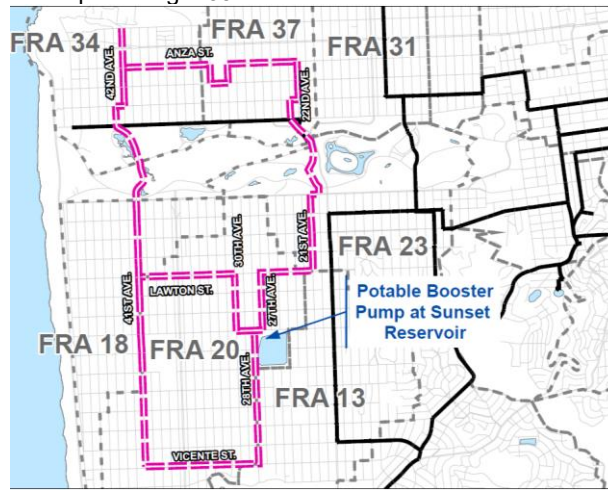 FRA 34
FRA 37
FRA 31
ANZA ST.
42ND AVE.
22ND AVE.
30TH AVE.
21ST AVE.
FRA 23
LAWTON ST.
27TH AVE.
41ST AVE.
Potable Booster
Pump at Sunset
Reservoir
FRA 18
FRA 20
28TH AVE.
FRA 13
VICENTE ST.